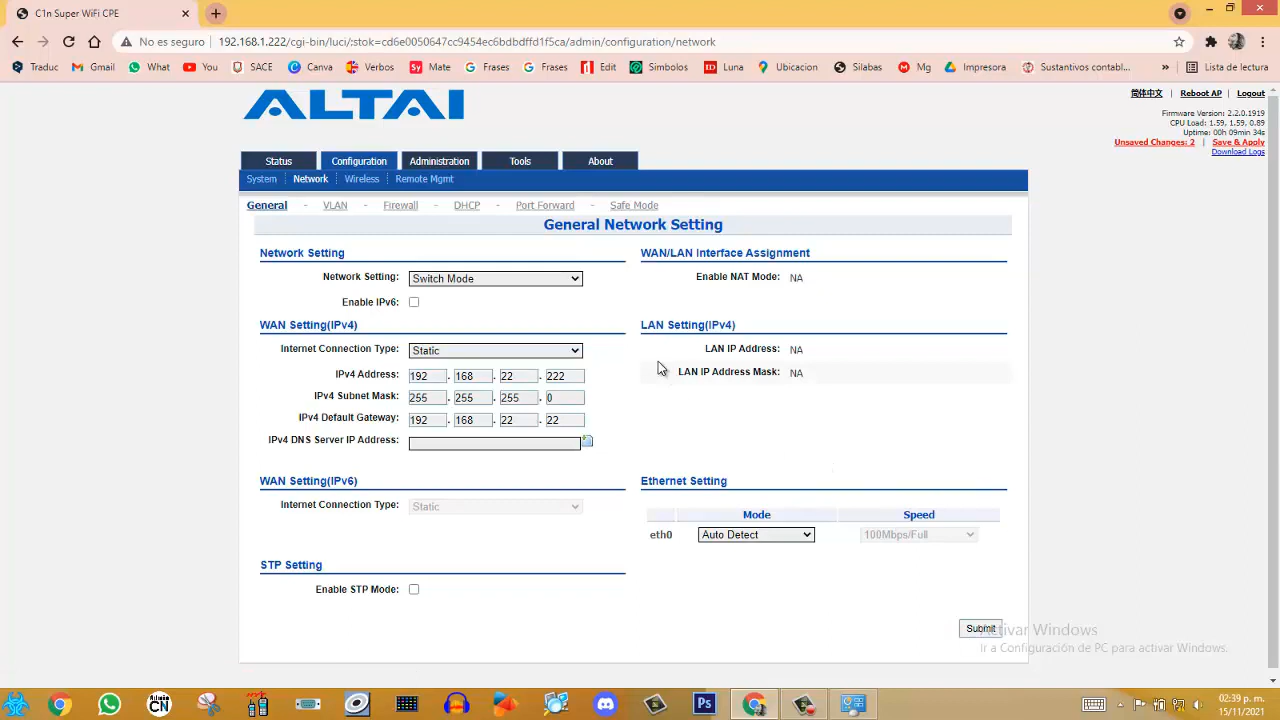 C1n Super WiFi CPE
No es seguro 192.168.1.222/cgi-bin/luci/;stok=cd6e0050647cc9454ec6bdbdffd1f5ca/admin/configuration/network
Traduc Gmail What You SACE Canva Verbos Mate Frases Frases Edit Simbolos Luna Ubicacion Silabas Mg Impresora Sustantivos contabl... » Lista de lectura
ALTAI
简体中文 | Reboot AP | Logout
Firmware Version: 2.2.0.1919
CPU Load: 1.59, 1.59, 0.89
Uptime: 00h 09m 34s
Unsaved Changes: 2 | Save & Apply
Download Logs
Status Configuration Administration Tools About
System Network Wireless Remote Mgmt
General - VLAN - Firewall - DHCP - Port Forward - Safe Mode
General Network Setting
Network Setting
Network Setting: Switch Mode
Enable IPv6:
WAN/LAN Interface Assignment
Enable NAT Mode: NA
WAN Setting(IPv4)
Internet Connection Type: Static
IPv4 Address: 192 . 168 . 22 . 222
IPv4 Subnet Mask: 255 . 255 . 255 . 0
IPv4 Default Gateway: 192 . 168 . 22 . 22
IPv4 DNS Server IP Address:
LAN Setting(IPv4)
LAN IP Address: NA
LAN IP Address Mask: NA
WAN Setting(IPv6)
Internet Connection Type: Static
Ethernet Setting
Mode Speed
eth0 Auto Detect 100Mbps/Full
STP Setting
Enable STP Mode:
Submit
Activar Windows
Ir a Configuración de PC para activar Windows.
CN
Ps
02:39 p. m.
15/11/2021